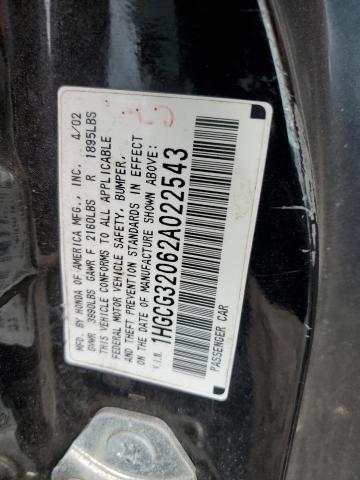 MFD. BY HONDA OF AMERICA MFG., INC. 4/02
GVWR 3990LBS GAWR F 2160LBS R 1895LBS
THIS VEHICLE CONFORMS TO ALL APPLICABLE
FEDERAL MOTOR VEHICLE SAFETY, BUMPER,
AND THEFT PREVENTION STANDARDS IN EFFECT
ON THE DATE OF MANUFACTURE SHOWN ABOVE.
V.I.N. 1HGCG32062A022543
PASSENGER CAR